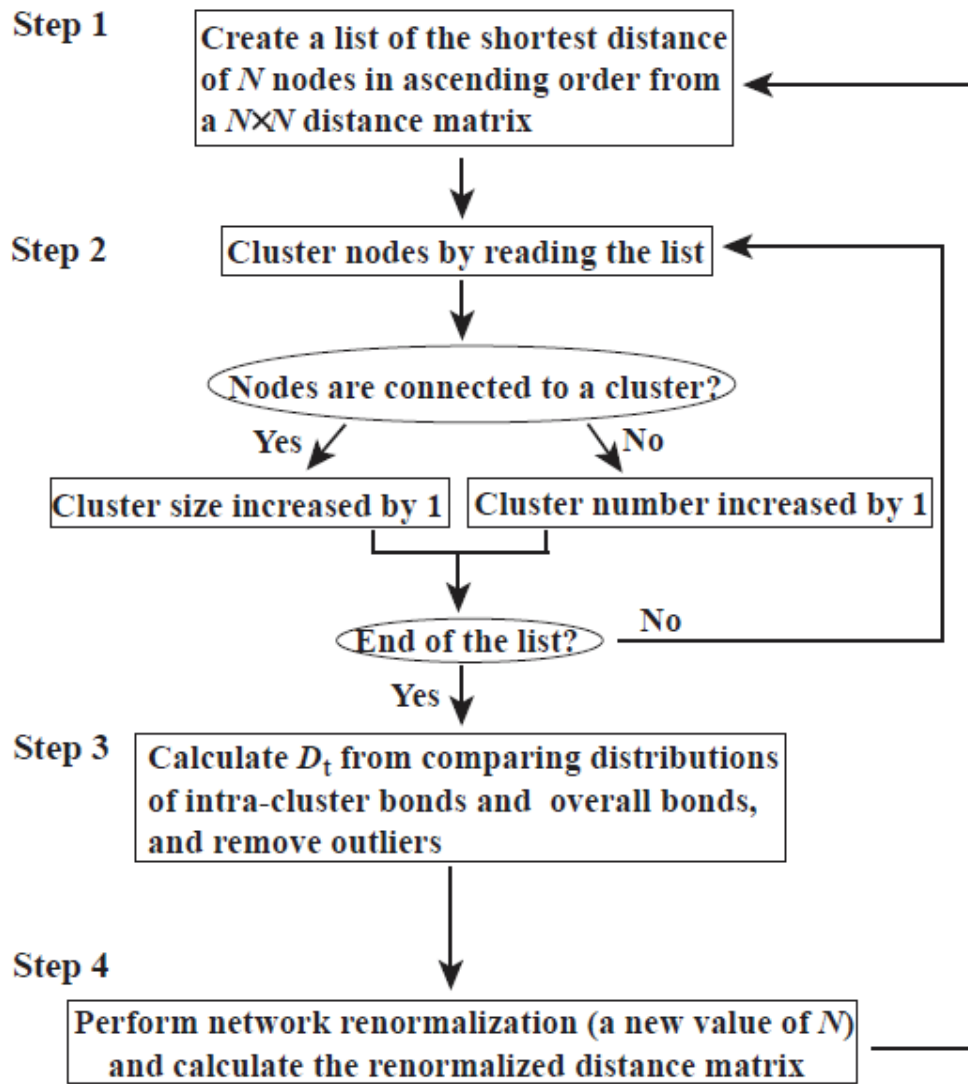 Step 1
Create a list of the shortest distance
of N nodes in ascending order from
a N×N distance matrix
Step 2
Cluster nodes by reading the list
Nodes are connected to a cluster?
Yes
No
Cluster size increased by 1
Cluster number increased by 1
End of the list?
No
Yes
Step 3
Calculate Dt from comparing distributions
of intra-cluster bonds and overall bonds,
and remove outliers
Step 4
Perform network renormalization (a new value of N)
and calculate the renormalized distance matrix